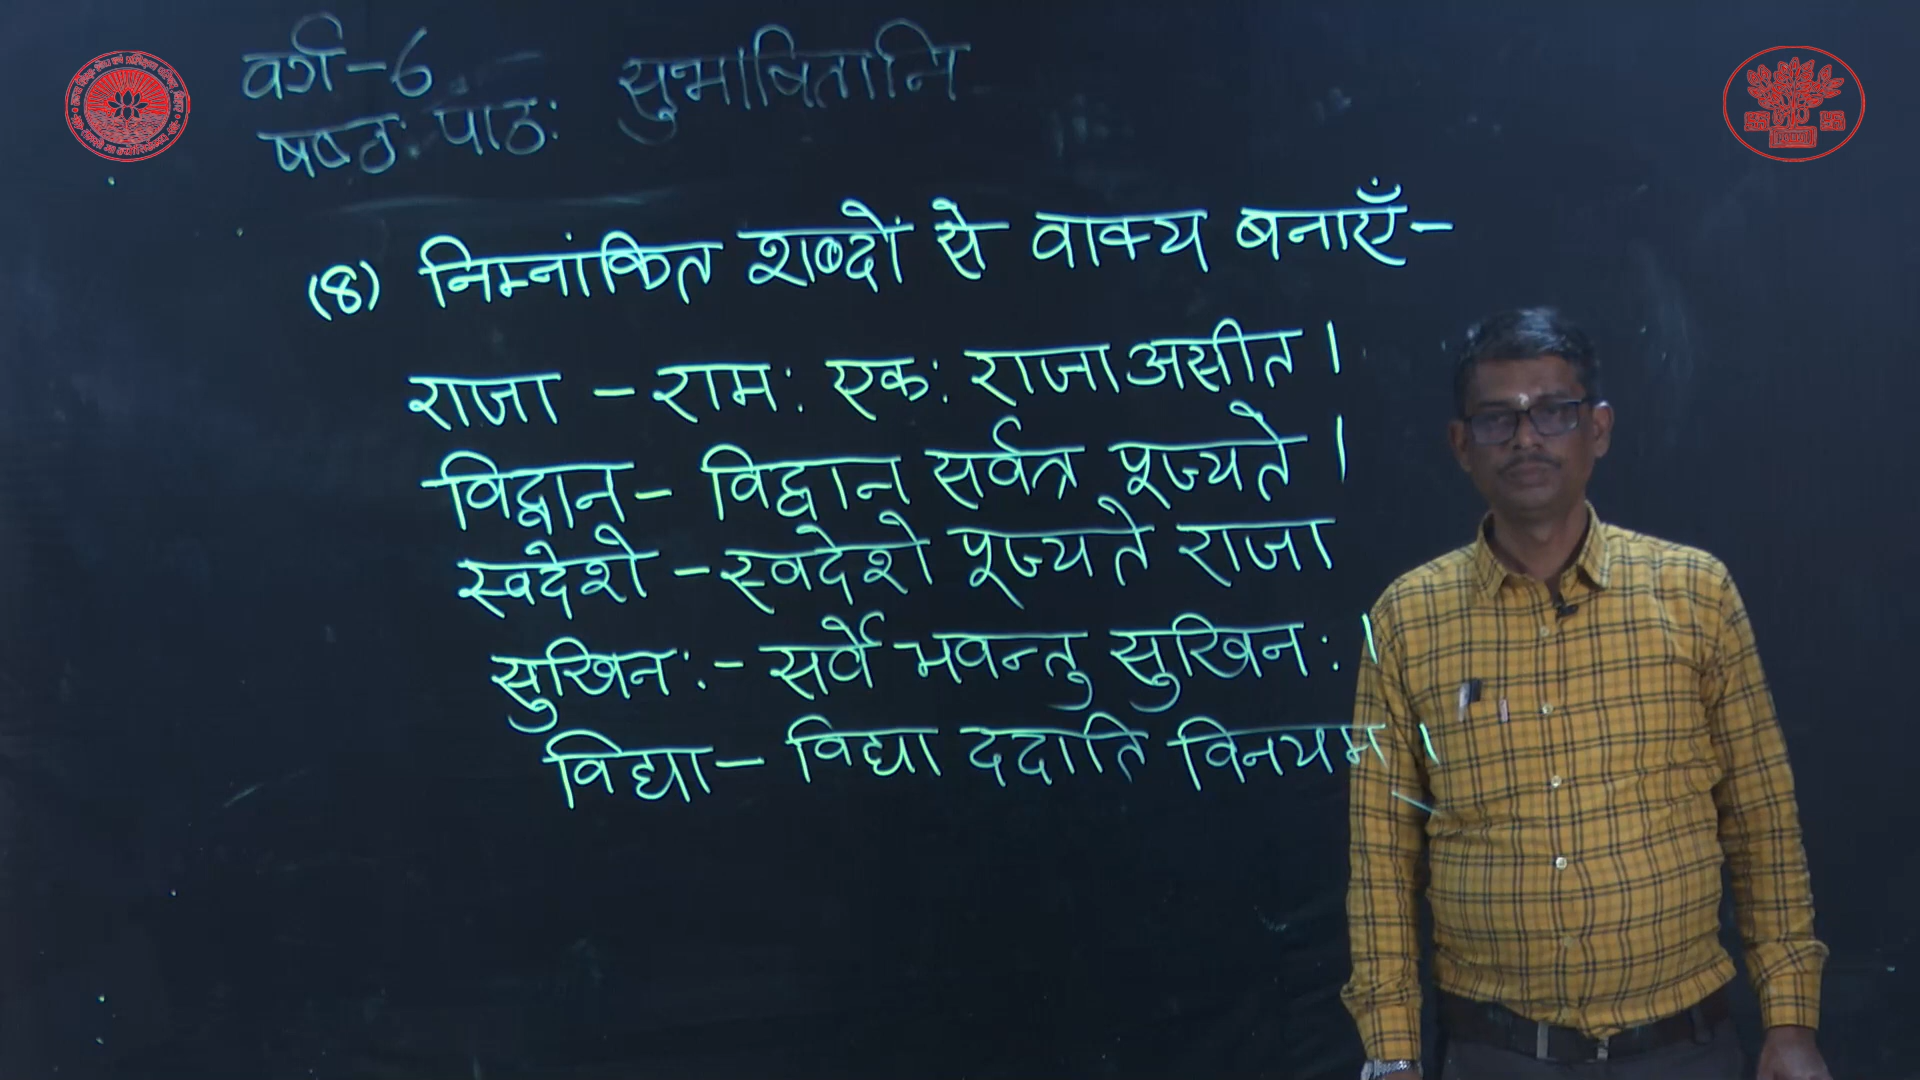 वर्ग-6
षष्ठ: पाठ: सुभाषितानि
(8) निम्नांकित शब्दों से वाक्य बनाएँ-
राजा - राम: एक: राजा असीत ।
विद्वान - विद्वान सर्वत्र पूज्यते ।
स्वदेशे - स्वदेशे पूज्यते राजा
सुखिन: - सर्वे भवन्तु सुखिन: ।
विद्या - विद्या ददाति विनयम् ।